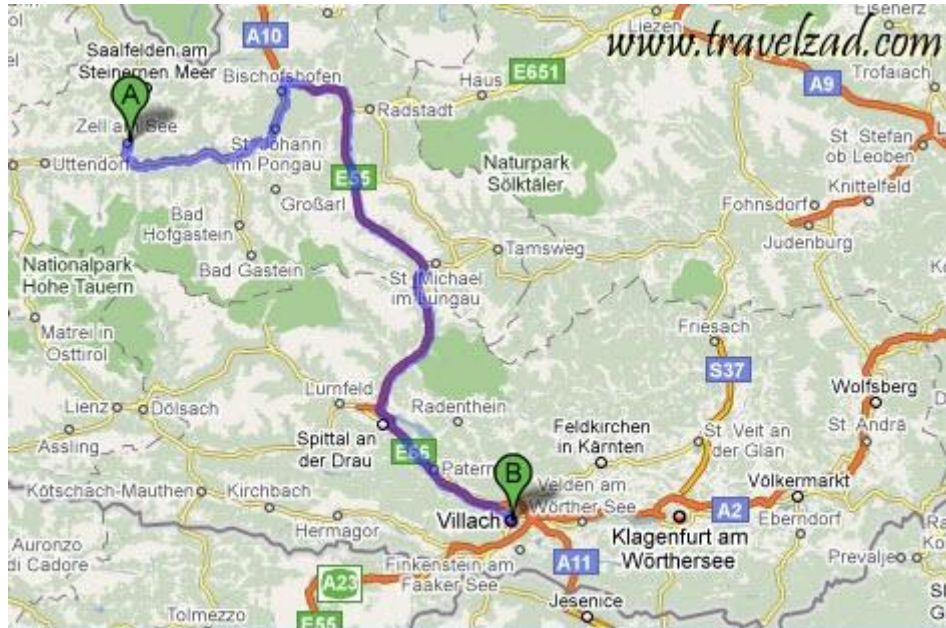 Eisenerz
Liezen
www.travelzad.com
A10
Saalfelden am
Steinernen Meer
Bischofshofen
Haus
E651
Trofaiach
A9
A
Radstadt
Zell am See
St Johann
im Pongau
Uttendorf
St Stefan
ob Leoben
Naturpark
Sölktäler
E55
Knittelfeld
Großarl
Fohnsdorf
Bad
Hofgastein
Judenburg
Tamsweg
Nationalpark
Hohe Tauern
Bad Gastein
St Michael
im Lungau
Matrei in
Osttirol
Friesach
S37
Lurnfeld
Wolfsberg
Lienz
Dölsach
Radenthein
Feldkirchen
in Kärnten
St Veit an
der Glan
St Andrä
Assling
Spittal an
der Drau
E66
Patern
B
Kötschach-Mauthen
Kirchbach
Velden am
Wörther See
Völkermarkt
Villach
A2
Eberndorf
Hermagor
Klagenfurt am
Wörthersee
Auronzo
di Cadore
Finkenstein am
Faaker See
A11
Prevalje
A23
Jesenice
Tolmezzo
E55